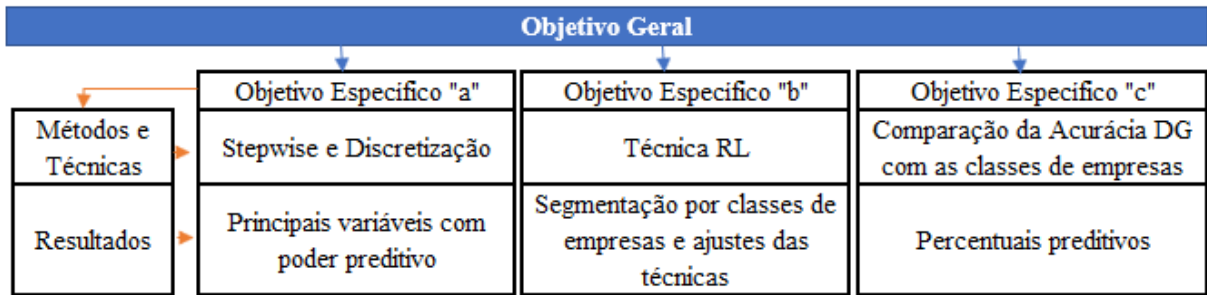 Objetivo Geral
Objetivo Específico "a"
Objetivo Específico "b"
Objetivo Específico "c"
Métodos e
Técnicas
Stepwise e Discretização
Técnica RL
Comparação da Acurácia DG
com as classes de empresas
Resultados
Principais variáveis com
poder preditivo
Segmentação por classes de
empresas e ajustes das
técnicas
Percentuais preditivos